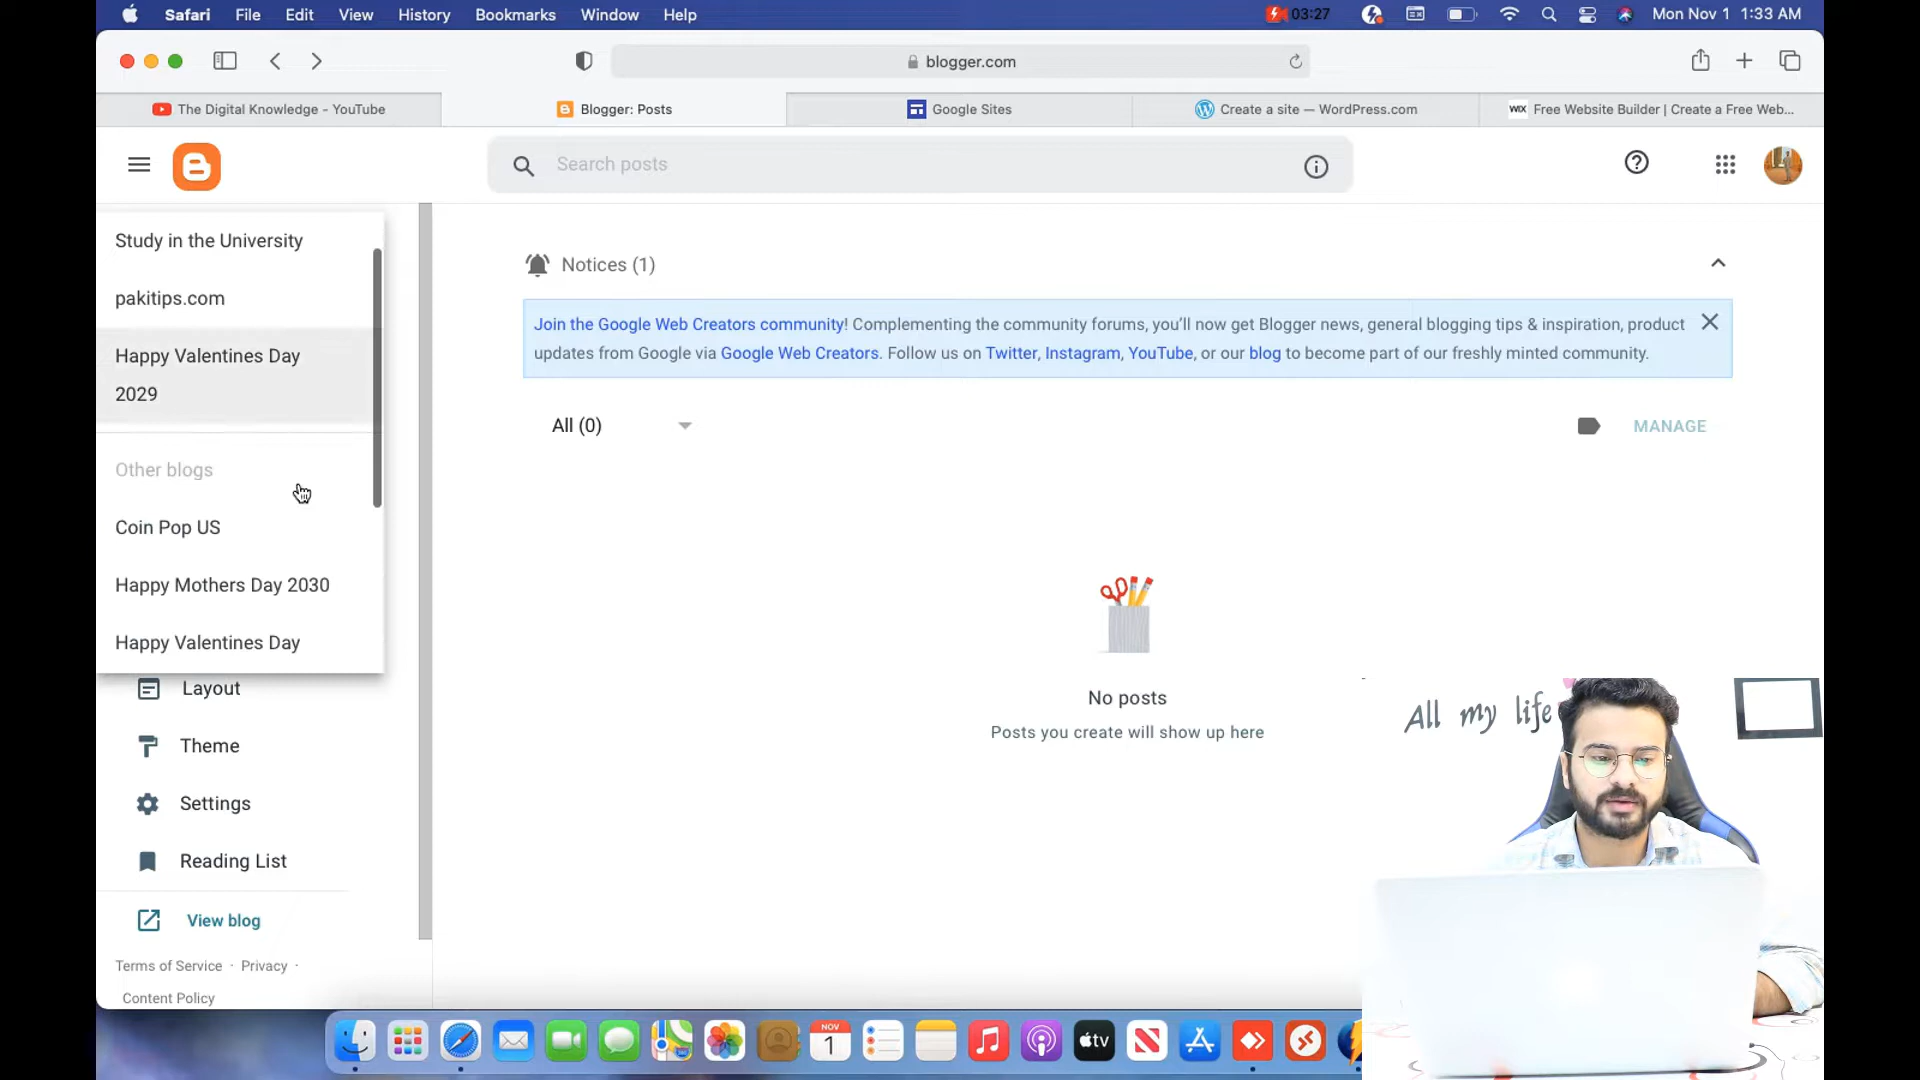 Safari File Edit View History Bookmarks Window Help 03:27 Mon Nov 1 1:33 AM
blogger.com
The Digital Knowledge - YouTube Blogger: Posts Google Sites Create a site — WordPress.com WIX Free Website Builder | Create a Free Web...
Search posts
Study in the University
pakitips.com
Happy Valentines Day
2029
Other blogs
Coin Pop US
Happy Mothers Day 2030
Happy Valentines Day
Layout
Theme
Settings
Reading List
View blog
Terms of Service · Privacy ·
Content Policy
Notices (1)
Join the Google Web Creators community! Complementing the community forums, you'll now get Blogger news, general blogging tips & inspiration, product
updates from Google via Google Web Creators. Follow us on Twitter, Instagram, YouTube, or our blog to become part of our freshly minted community.
All (0)
MANAGE
No posts
Posts you create will show up here
All my life
NOV
1
tv